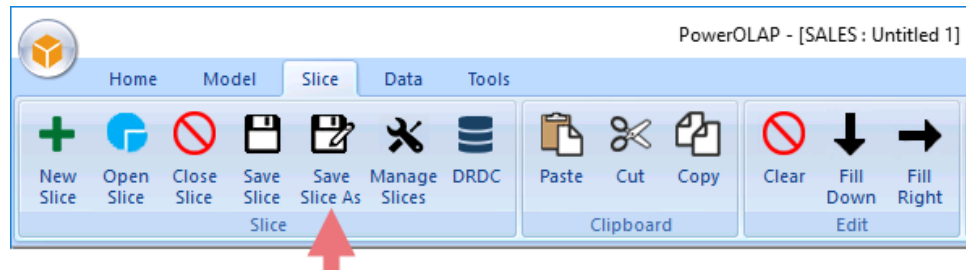 PowerOLAP - [SALES : Untitled 1]
Home Model Slice Data Tools
New Slice
Open Slice
Close Slice
Save Slice
Save Slice As
Manage Slices
DRDC
Paste
Cut
Copy
Clear
Fill Down
Fill Right
Slice
Clipboard
Edit